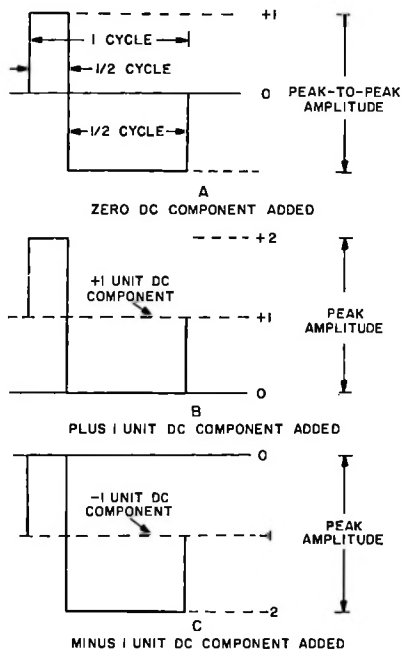 +1
1 CYCLE
1/2 CYCLE
0
PEAK-TO-PEAK
AMPLITUDE
1/2 CYCLE
A
ZERO DC COMPONENT ADDED
+2
+1 UNIT DC
COMPONENT
+1
PEAK
AMPLITUDE
0
B
PLUS 1 UNIT DC COMPONENT ADDED
0
-1 UNIT DC
COMPONENT
PEAK
AMPLITUDE
-2
C
MINUS 1 UNIT DC COMPONENT ADDED